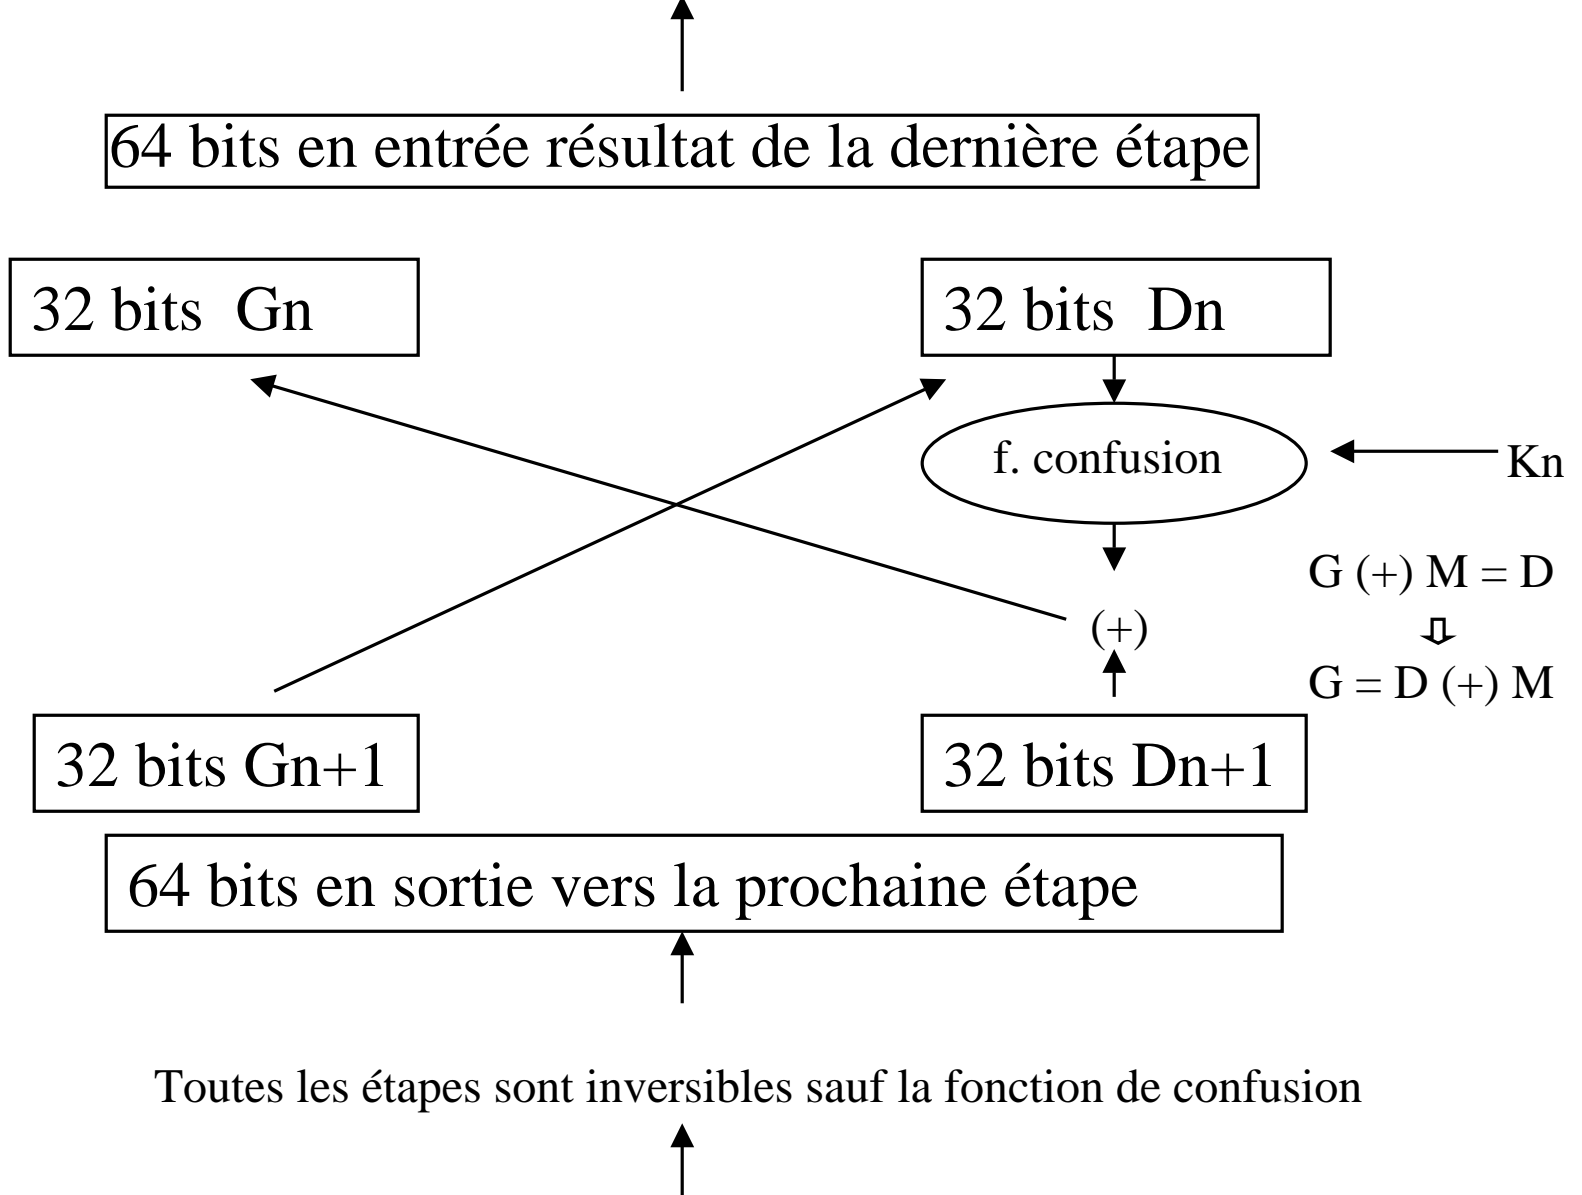 64 bits en entrée résultat de la dernière étape
32 bits Gn
32 bits Dn
f. confusion
Kn
G (+) M = D
(+)
G = D (+) M
32 bits Gn+1
32 bits Dn+1
64 bits en sortie vers la prochaine étape
Toutes les étapes sont inversibles sauf la fonction de confusion